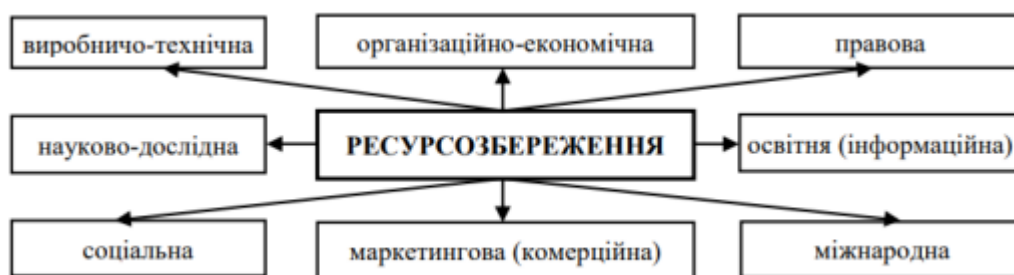 виробничо-технічна
організаційно-економічна
правова
науково-дослідна
РЕСУРСОЗБЕРЕЖЕННЯ
освітня (інформаційна)
соціальна
маркетингова (комерційна)
міжнародна